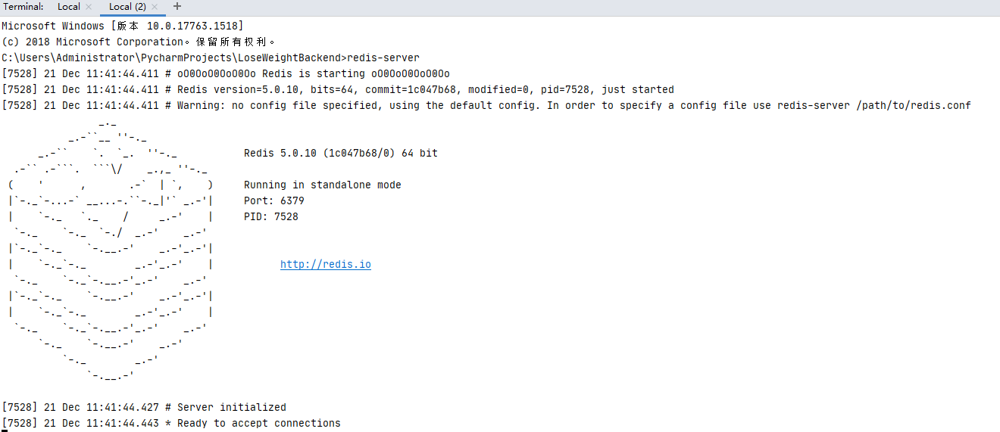 Terminal: Local × Local (2) × +
Microsoft Windows [版本 10.0.17763.1518]
(c) 2018 Microsoft Corporation。保留所有权利。
C:\Users\Administrator\PycharmProjects\LoseWeightBackend>redis-server
[7528] 21 Dec 11:41:44.411 # oO0OoO0OoO0Oo Redis is starting oO0OoO0OoO0Oo
[7528] 21 Dec 11:41:44.411 # Redis version=5.0.10, bits=64, commit=1c047b68, modified=0, pid=7528, just started
[7528] 21 Dec 11:41:44.411 # Warning: no config file specified, using the default config. In order to specify a config file use redis-server /path/to/redis.conf
Redis 5.0.10 (1c047b68/0) 64 bit
Running in standalone mode
Port: 6379
PID: 7528
http://redis.io
[7528] 21 Dec 11:41:44.427 # Server initialized
[7528] 21 Dec 11:41:44.443 * Ready to accept connections